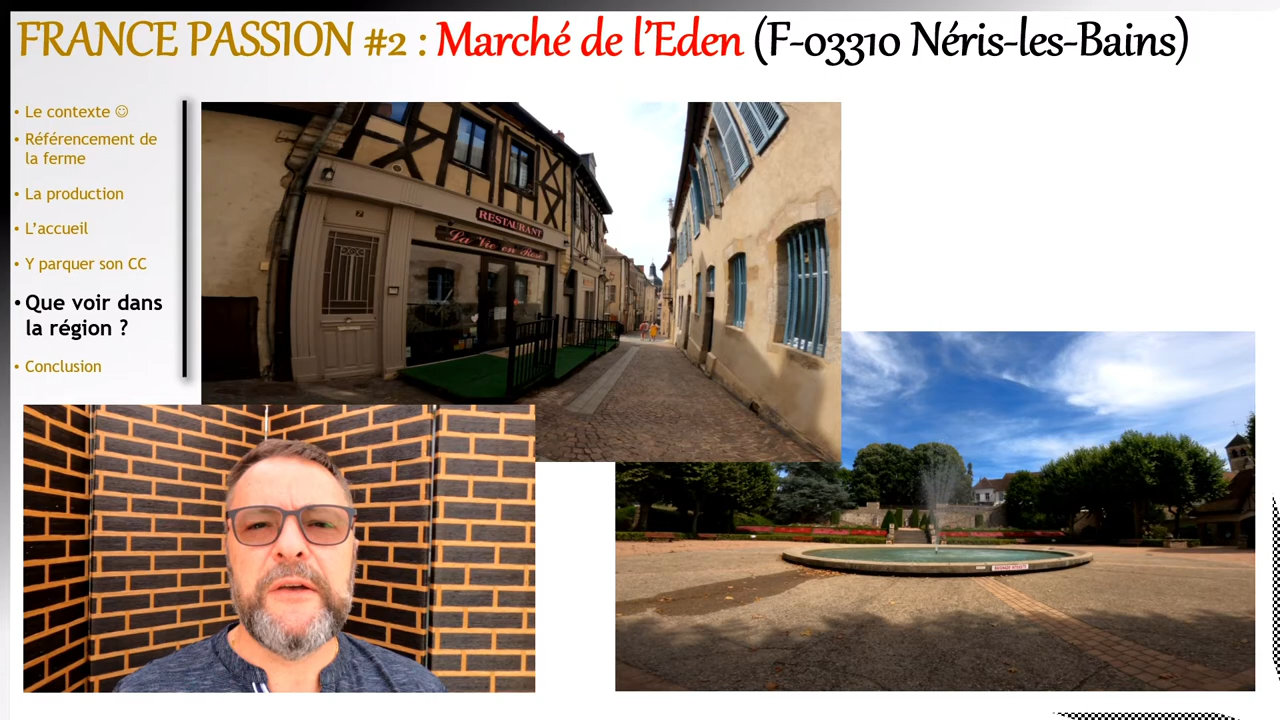 FRANCE PASSION #2 : Marché de l'Eden (F-03310 Néris-les-Bains)
• Le contexte ☺
• Référencement de
la ferme
• La production
• L'accueil
• Y parquer son CC
• Que voir dans
la région ?
• Conclusion
7
RESTAURANT
La Vie en Rose